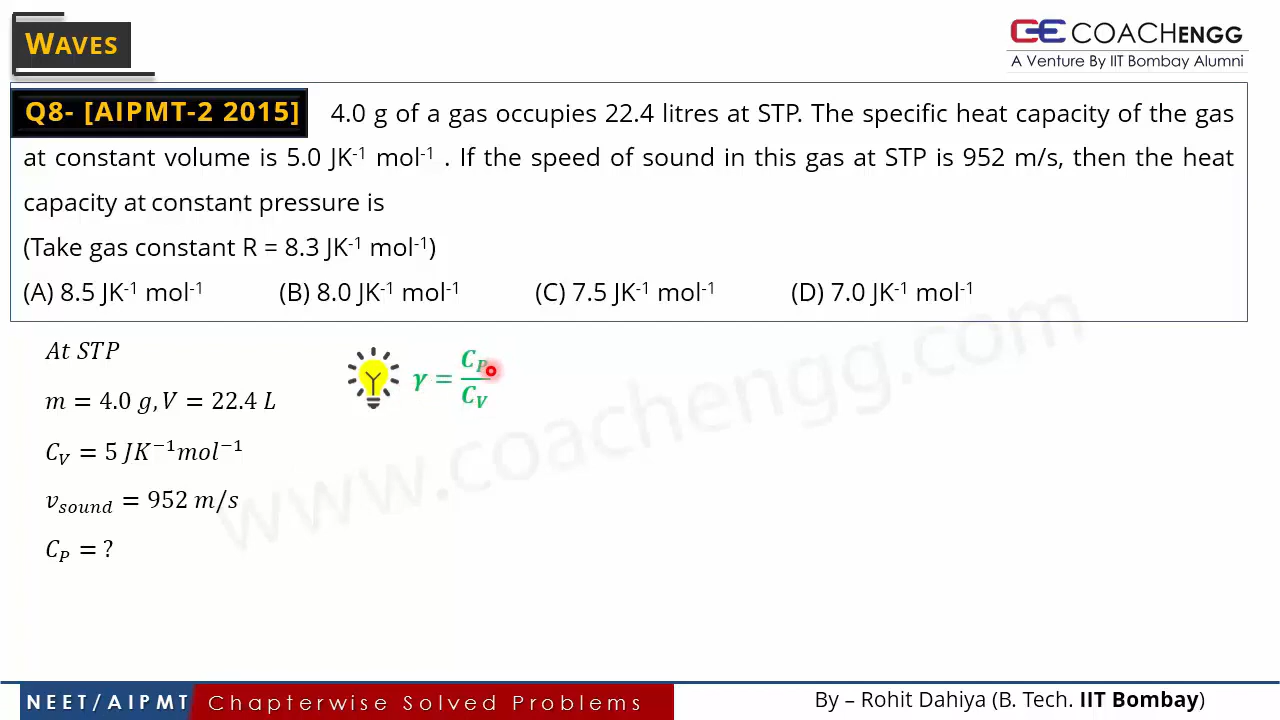 WAVES
CE COACHENGG
A Venture By IIT Bombay Alumni
Q8- [AIPMT-2 2015] 4.0 g of a gas occupies 22.4 litres at STP. The specific heat capacity of the gas
at constant volume is 5.0 JK⁻¹ mol⁻¹ . If the speed of sound in this gas at STP is 952 m/s, then the heat
capacity at constant pressure is
(Take gas constant R = 8.3 JK⁻¹ mol⁻¹)
(A) 8.5 JK⁻¹ mol⁻¹ (B) 8.0 JK⁻¹ mol⁻¹ (C) 7.5 JK⁻¹ mol⁻¹ (D) 7.0 JK⁻¹ mol⁻¹
At STP
m = 4.0 g, V = 22.4 L
C_V = 5 JK⁻¹mol⁻¹
v_sound = 952 m/s
C_P = ?
γ = C_P/C_V
www.coachengg.com
NEET/AIPMT Chapterwise Solved Problems
By – Rohit Dahiya (B. Tech. IIT Bombay)